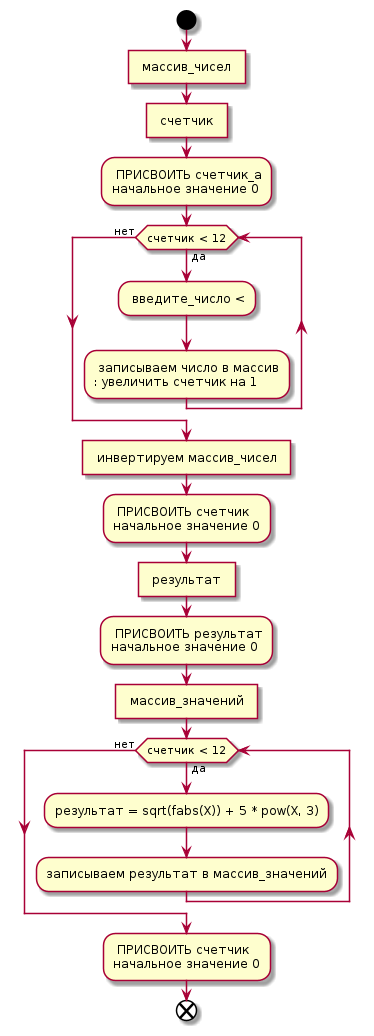 массив_чисел
счетчик
ПРИСВОИТЬ счетчик_а
начальное значение 0
нет
счетчик < 12
да
введите_число <
записываем число в массив
: увеличить счетчик на 1
инвертируем массив_чисел
ПРИСВОИТЬ счетчик
начальное значение 0
результат
ПРИСВОИТЬ результат
начальное значение 0
массив_значений
нет
счетчик < 12
да
результат = sqrt(fabs(X)) + 5 * pow(X, 3)
записываем результат в массив_значений
ПРИСВОИТЬ счетчик
начальное значение 0